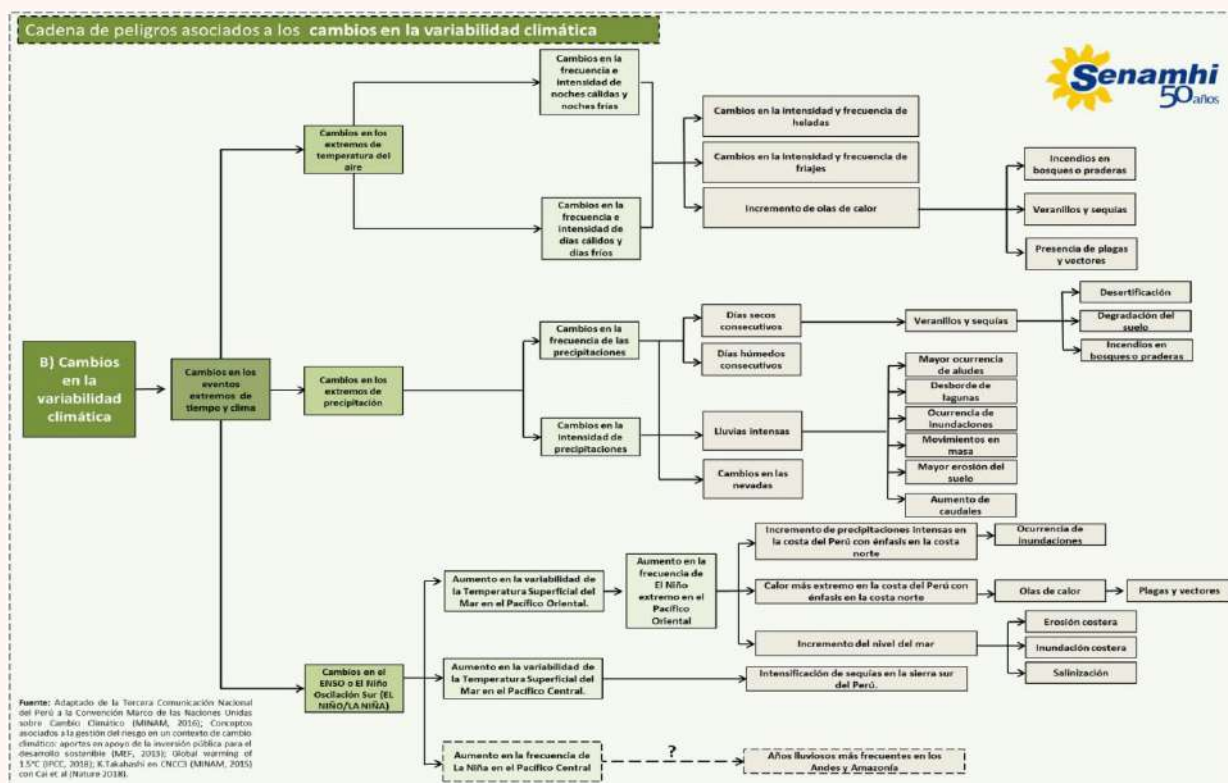 Cadena de peligros asociados a los cambios en la variabilidad climática
Senamhi
50 años
B) Cambios
en la
variabilidad
climática
Cambios en los
eventos
extremos de
tiempo y clima
Cambios en los
extremos de
temperatura del
aire
Cambios en la
frecuencia e
intensidad de
noches cálidas y
noches frías
Cambios en la
frecuencia e
intensidad de
días cálidos y
días fríos
Cambios en la intensidad y frecuencia de
heladas
Cambios en la intensidad y frecuencia de
friajes
Incremento de olas de calor
Incendios en
bosques o praderas
Veranillos y sequías
Presencia de plagas
y vectores
Cambios en los
extremos de
precipitación
Cambios en la
frecuencia de las
precipitaciones
Cambios en la
intensidad de
precipitaciones
Días secos
consecutivos
Días húmedos
consecutivos
Lluvias intensas
Cambios en las
nevadas
Veranillos y sequías
Desertificación
Degradación del
suelo
Incendios en
bosques o praderas
Mayor ocurrencia
de aludes
Desborde de
lagunas
Ocurrencia de
inundaciones
Movimientos en
masa
Mayor erosión del
suelo
Aumento de
caudales
Cambios en el
ENSO o El Niño
Oscilación Sur (EL
NIÑO/LA NIÑA)
Aumento en la variabilidad de
la Temperatura Superficial del
Mar en el Pacífico Oriental.
Aumento en la
frecuencia de
El Niño
extremo en el
Pacífico
Oriental
Incremento de precipitaciones intensas en
la costa del Perú con énfasis en la costa
norte
Ocurrencia de
inundaciones
Calor más extremo en la costa del Perú con
énfasis en la costa norte
Olas de calor
Plagas y vectores
Incremento del nivel del mar
Erosión costera
Inundación costera
Salinización
Aumento en la variabilidad de
la Temperatura Superficial del
Mar en el Pacífico Central.
Intensificación de sequías en la sierra sur
del Perú.
Aumento en la frecuencia de
La Niña en el Pacífico Central
?
Años lluviosos más frecuentes en los
Andes y Amazonía
Fuente: Adaptado de la Tercera Comunicación Nacional
del Perú a la Convención Marco de las Naciones Unidas
sobre Cambio Climático (MINAM, 2016); Conceptos
asociados a la gestión del riesgo en un contexto de cambio
climático: aportes en apoyo de la inversión pública para el
desarrollo sostenible (MEF, 2013); Global warming of
1.5°C (IPCC, 2018); K.Takahashi en CNCC3 (MINAM, 2015)
con Cai et al (Nature 2018).